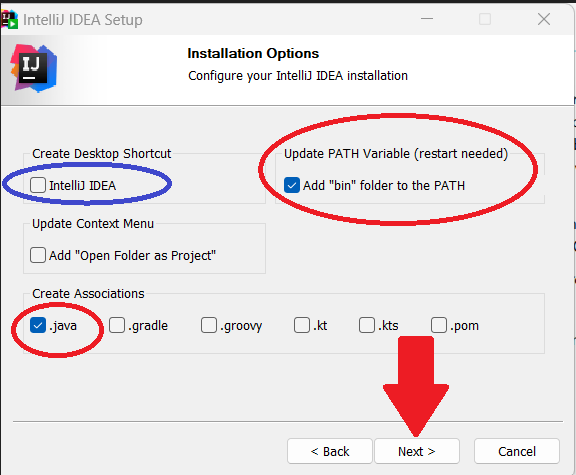 IntelliJ IDEA Setup
IJ
Installation Options
Configure your IntelliJ IDEA installation
Create Desktop Shortcut
IntelliJ IDEA
Update PATH Variable (restart needed)
Add "bin" folder to the PATH
Update Context Menu
Add "Open Folder as Project"
Create Associations
.java .gradle .groovy .kt .kts .pom
< Back Next > Cancel